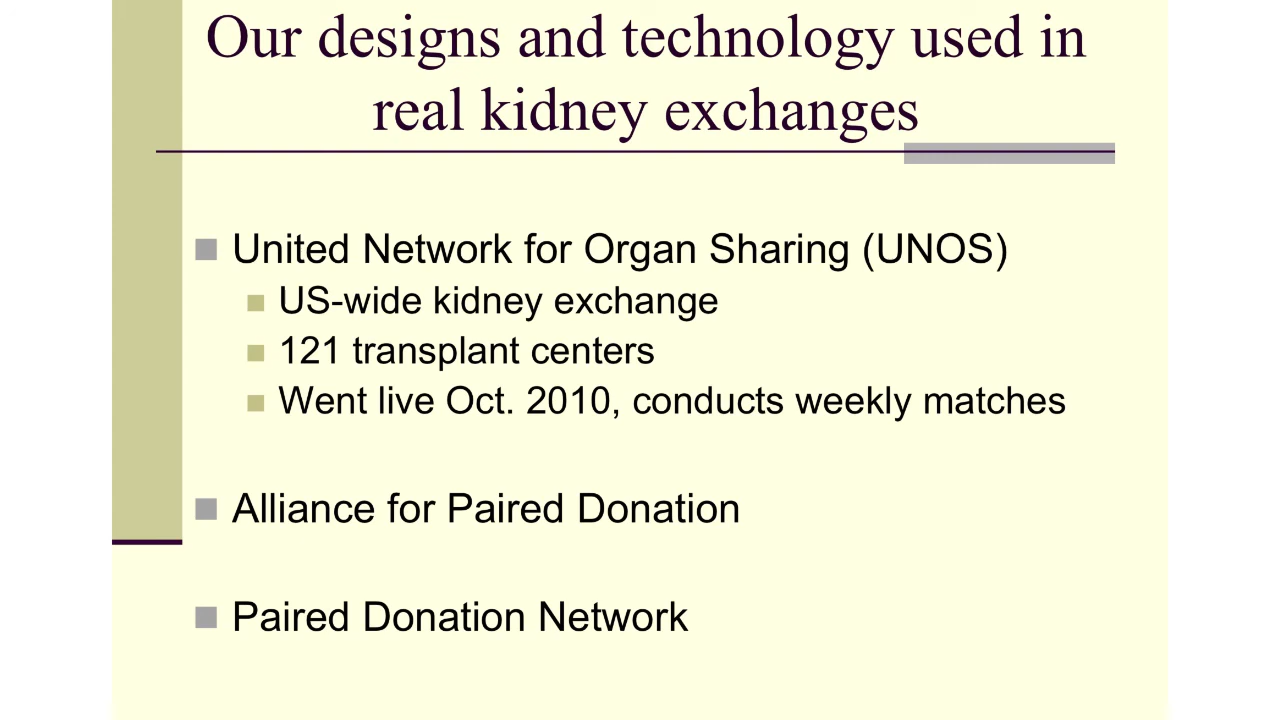 Our designs and technology used in
real kidney exchanges
United Network for Organ Sharing (UNOS)
US-wide kidney exchange
121 transplant centers
Went live Oct. 2010, conducts weekly matches
Alliance for Paired Donation
Paired Donation Network